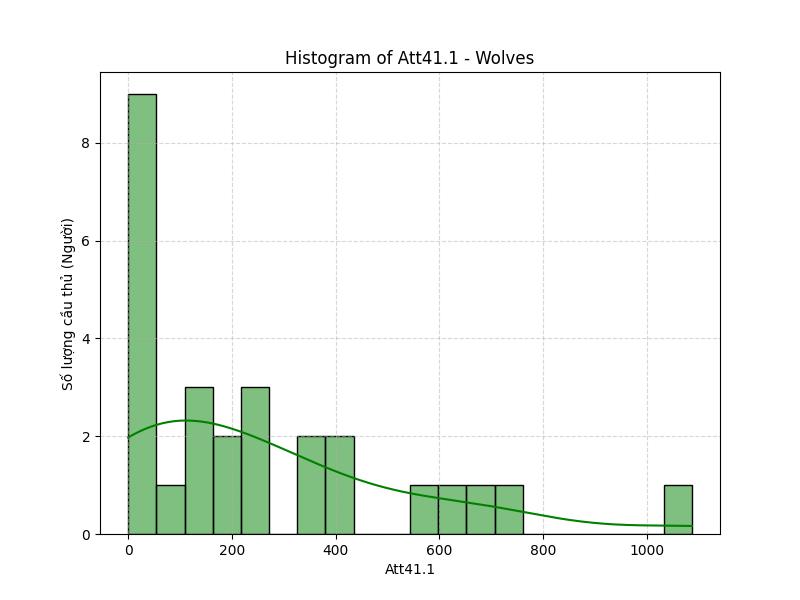 Histogram of Att41.1 - Wolves
Số lượng cầu thủ (Người)
8
6
4
2
0
0 200 400 600 800 1000
Att41.1